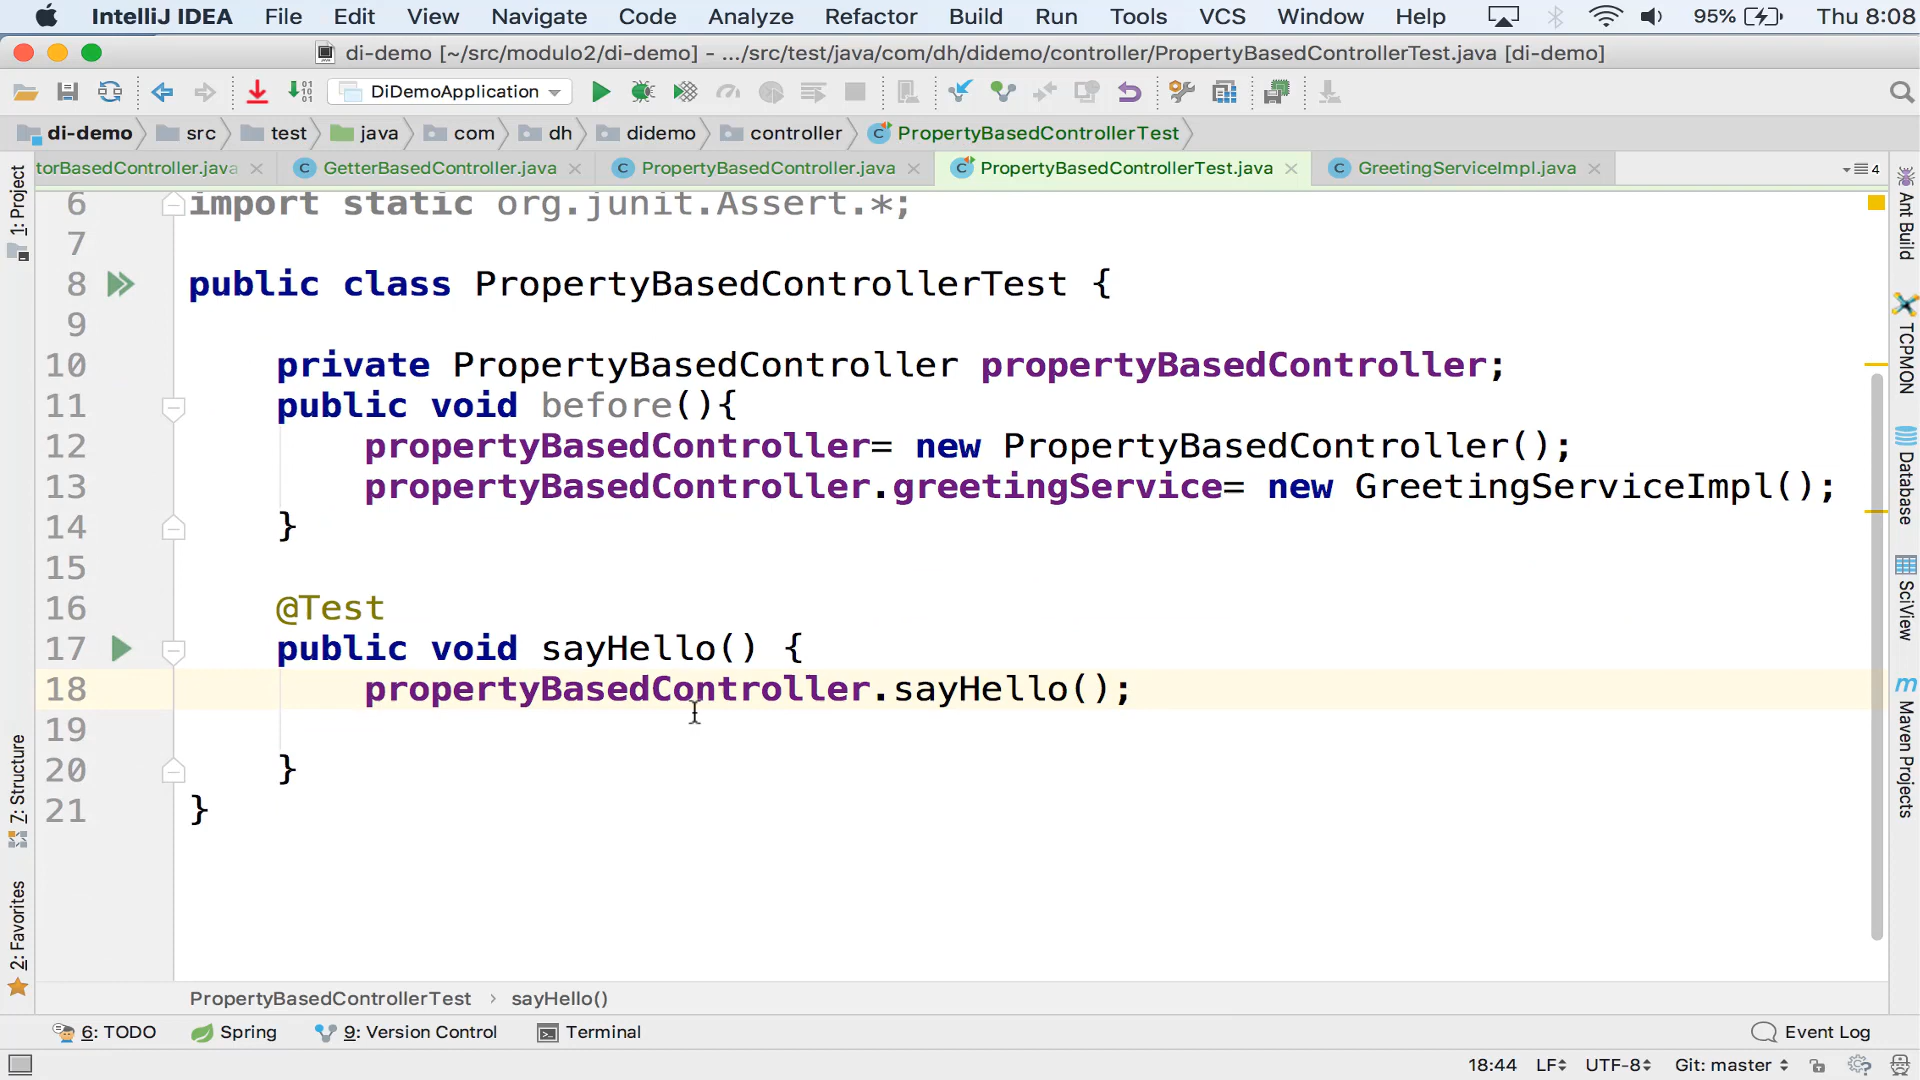 IntelliJ IDEA File Edit View Navigate Code Analyze Refactor Build Run Tools VCS Window Help 95% Thu 8:08
di-demo [~/src/modulo2/di-demo] - .../src/test/java/com/dh/didemo/controller/PropertyBasedControllerTest.java [di-demo]
DiDemoApplication
di-demo src test java com dh didemo controller PropertyBasedControllerTest
torBasedController.java GetterBasedController.java PropertyBasedController.java PropertyBasedControllerTest.java GreetingServiceImpl.java 4
1: Project
7: Structure
2: Favorites
6 import static org.junit.Assert.*;
7
8 public class PropertyBasedControllerTest {
9
10 private PropertyBasedController propertyBasedController;
11 public void before(){
12 propertyBasedController= new PropertyBasedController();
13 propertyBasedController.greetingService= new GreetingServiceImpl();
14 }
15
16 @Test
17 public void sayHello() {
18 propertyBasedController.sayHello();
19
20 }
21 }
Ant Build
TCPMON
Database
SciView
m Maven Projects
PropertyBasedControllerTest › sayHello()
6: TODO Spring 9: Version Control Terminal Event Log
18:44 LF UTF-8 Git: master